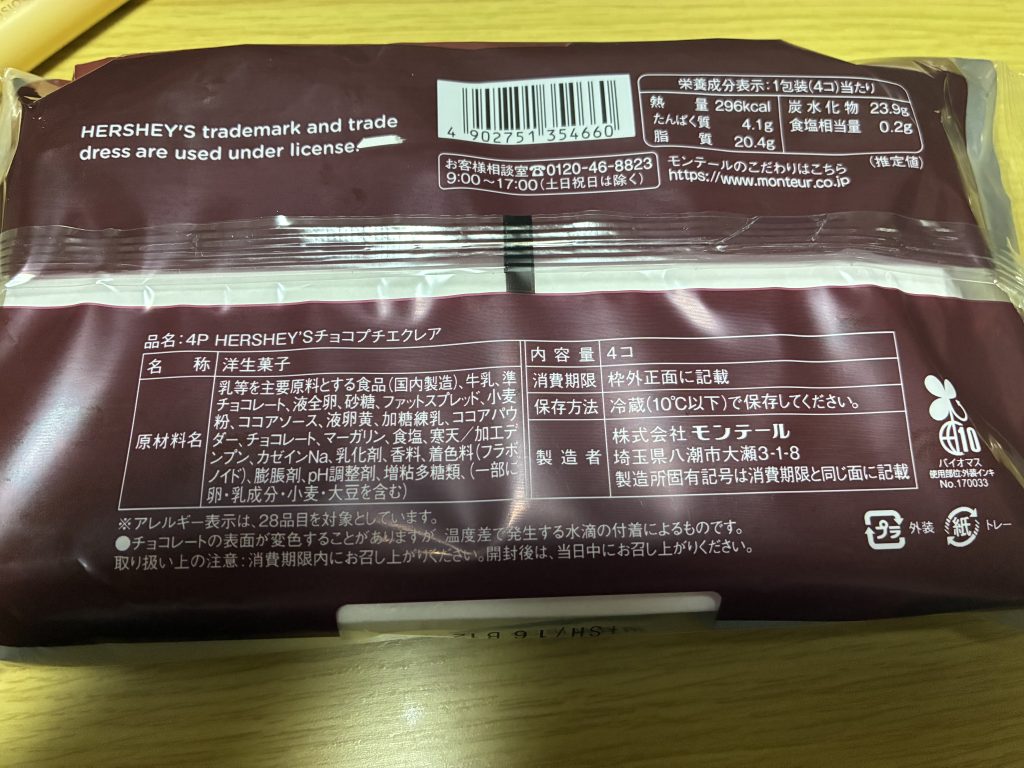 HERSHEY'S trademark and trade
dress are used under license.
4 902751 354660
お客様相談室☎0120-46-8823
9:00～17:00(土日祝日は除く)
栄養成分表示:1包装(4コ)当たり
熱量 296kcal 炭水化物 23.9g
たんぱく質 4.1g 食塩相当量 0.2g
脂質 20.4g
(推定値)
モンテールのこだわりはこちら
https://www.monteur.co.jp
品名:4P HERSHEY'Sチョコプチエクレア
名称 洋生菓子
原材料名
乳等を主要原料とする食品(国内製造)、牛乳、準
チョコレート、液全卵、砂糖、ファットスプレッド、小麦
粉、ココアソース、液卵黄、加糖練乳、ココアパウ
ダー、チョコレート、マーガリン、食塩、寒天/加工デ
ンプン、カゼインNa、乳化剤、香料、着色料(フラボ
ノイド)、膨脹剤、pH調整剤、増粘多糖類、(一部に
卵・乳成分・小麦・大豆を含む)
内容量 4コ
消費期限 枠外正面に記載
保存方法 冷蔵(10℃以下)で保存してください。
製造者
株式会社 モンテール
埼玉県八潮市大瀬3-1-8
製造所固有記号は消費期限と同じ面に記載
※アレルギー表示は、28品目を対象としています。
●チョコレートの表面が変色することがありますが、温度差で発生する水滴の付着によるものです。
取り扱い上の注意:消費期限内にお召し上がりください。開封後は、当日中にお召し上がりください。
10
バイオマス
使用部位:外装インキ
No.170033
プラ 外装
紙 トレー